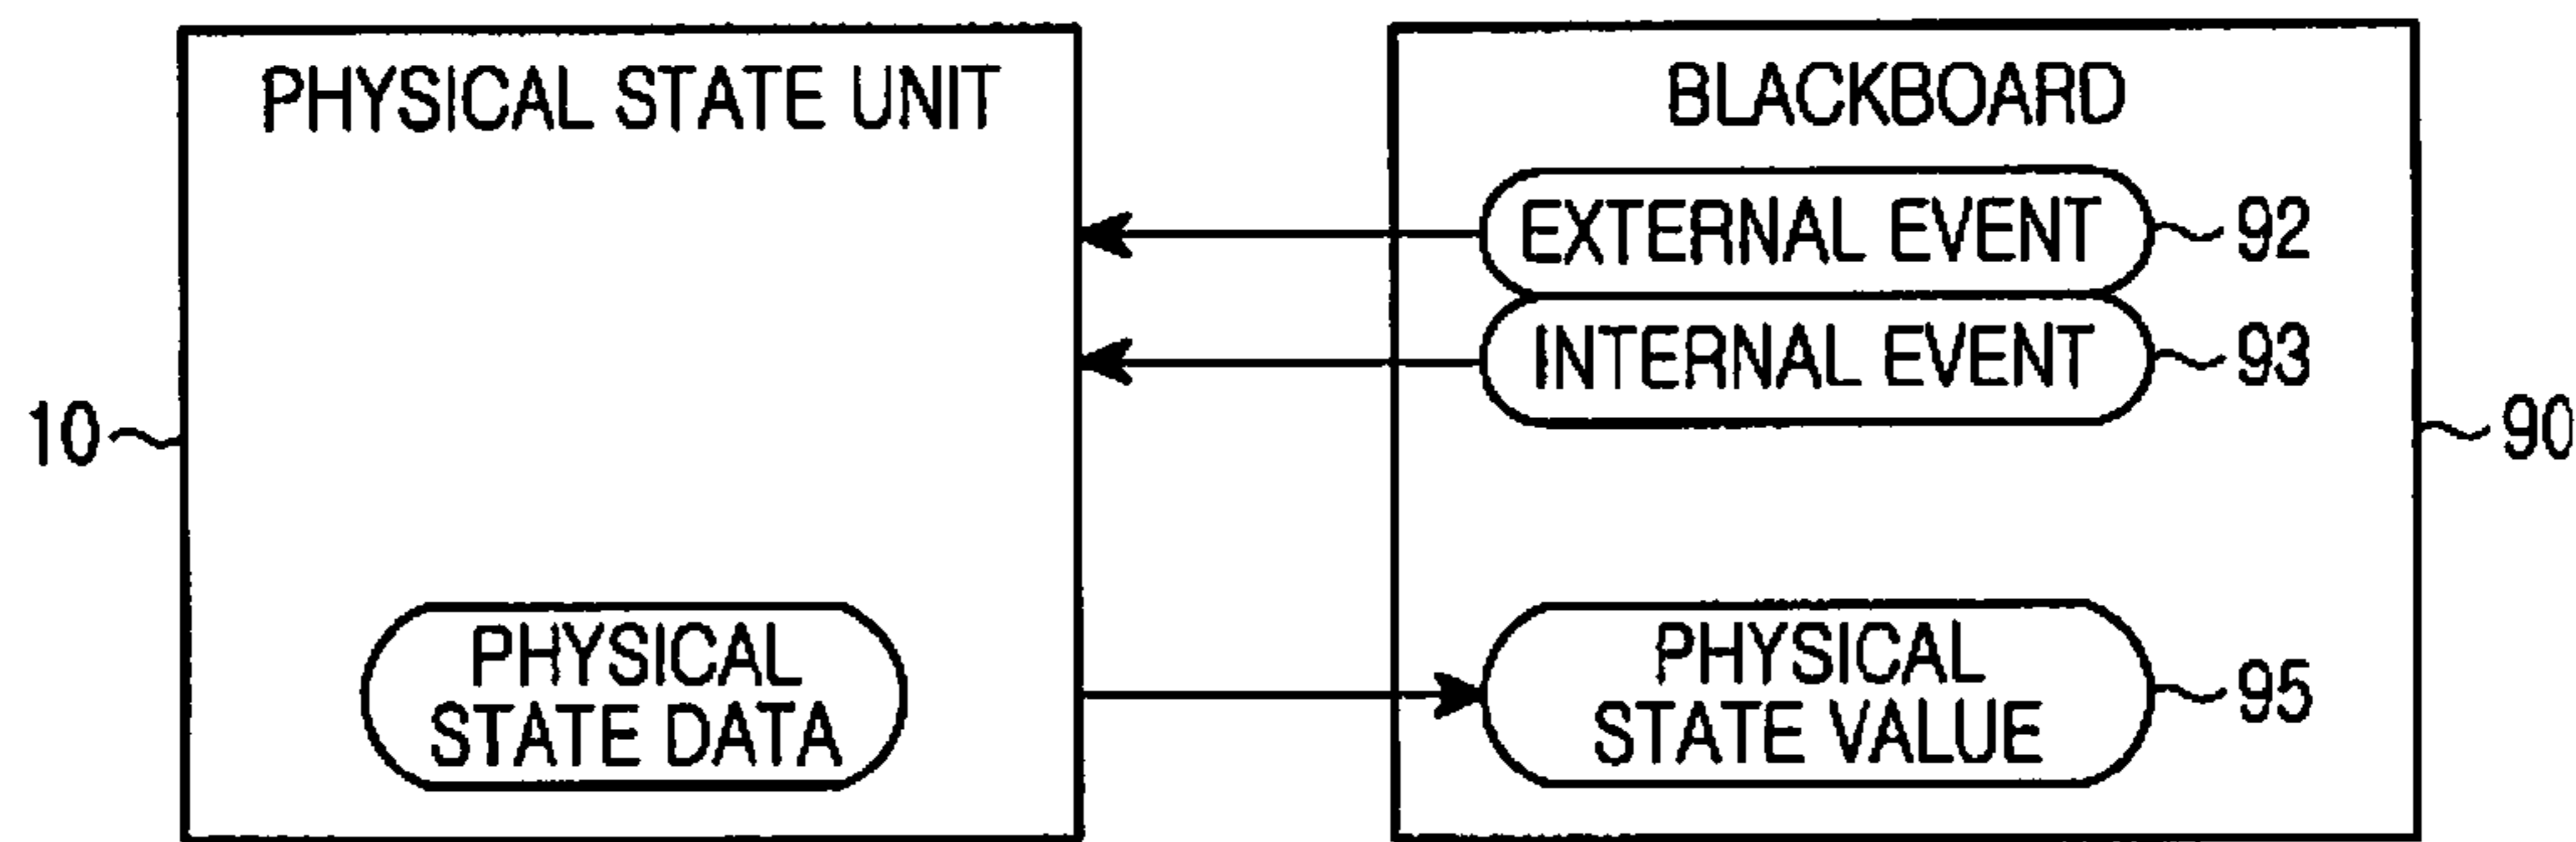 PHYSICAL STATE UNIT
10
PHYSICAL
STATE DATA
BLACKBOARD
EXTERNAL EVENT
92
INTERNAL EVENT
93
90
PHYSICAL
STATE VALUE
95